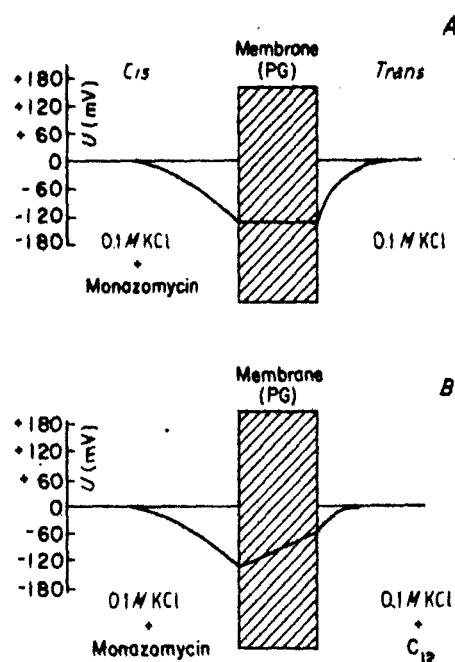 A
Membrane
(PG)
Cis
Trans
U (mV)
+180
+120
+60
0
-60
-120
-180
0.1 M KCl
+
Monazomycin
0.1 M KCl
B
Membrane
(PG)
U (mV)
+180
+120
+60
0
-60
-120
-180
0.1 M KCl
+
Monazomycin
0.1 M KCl
+
C12